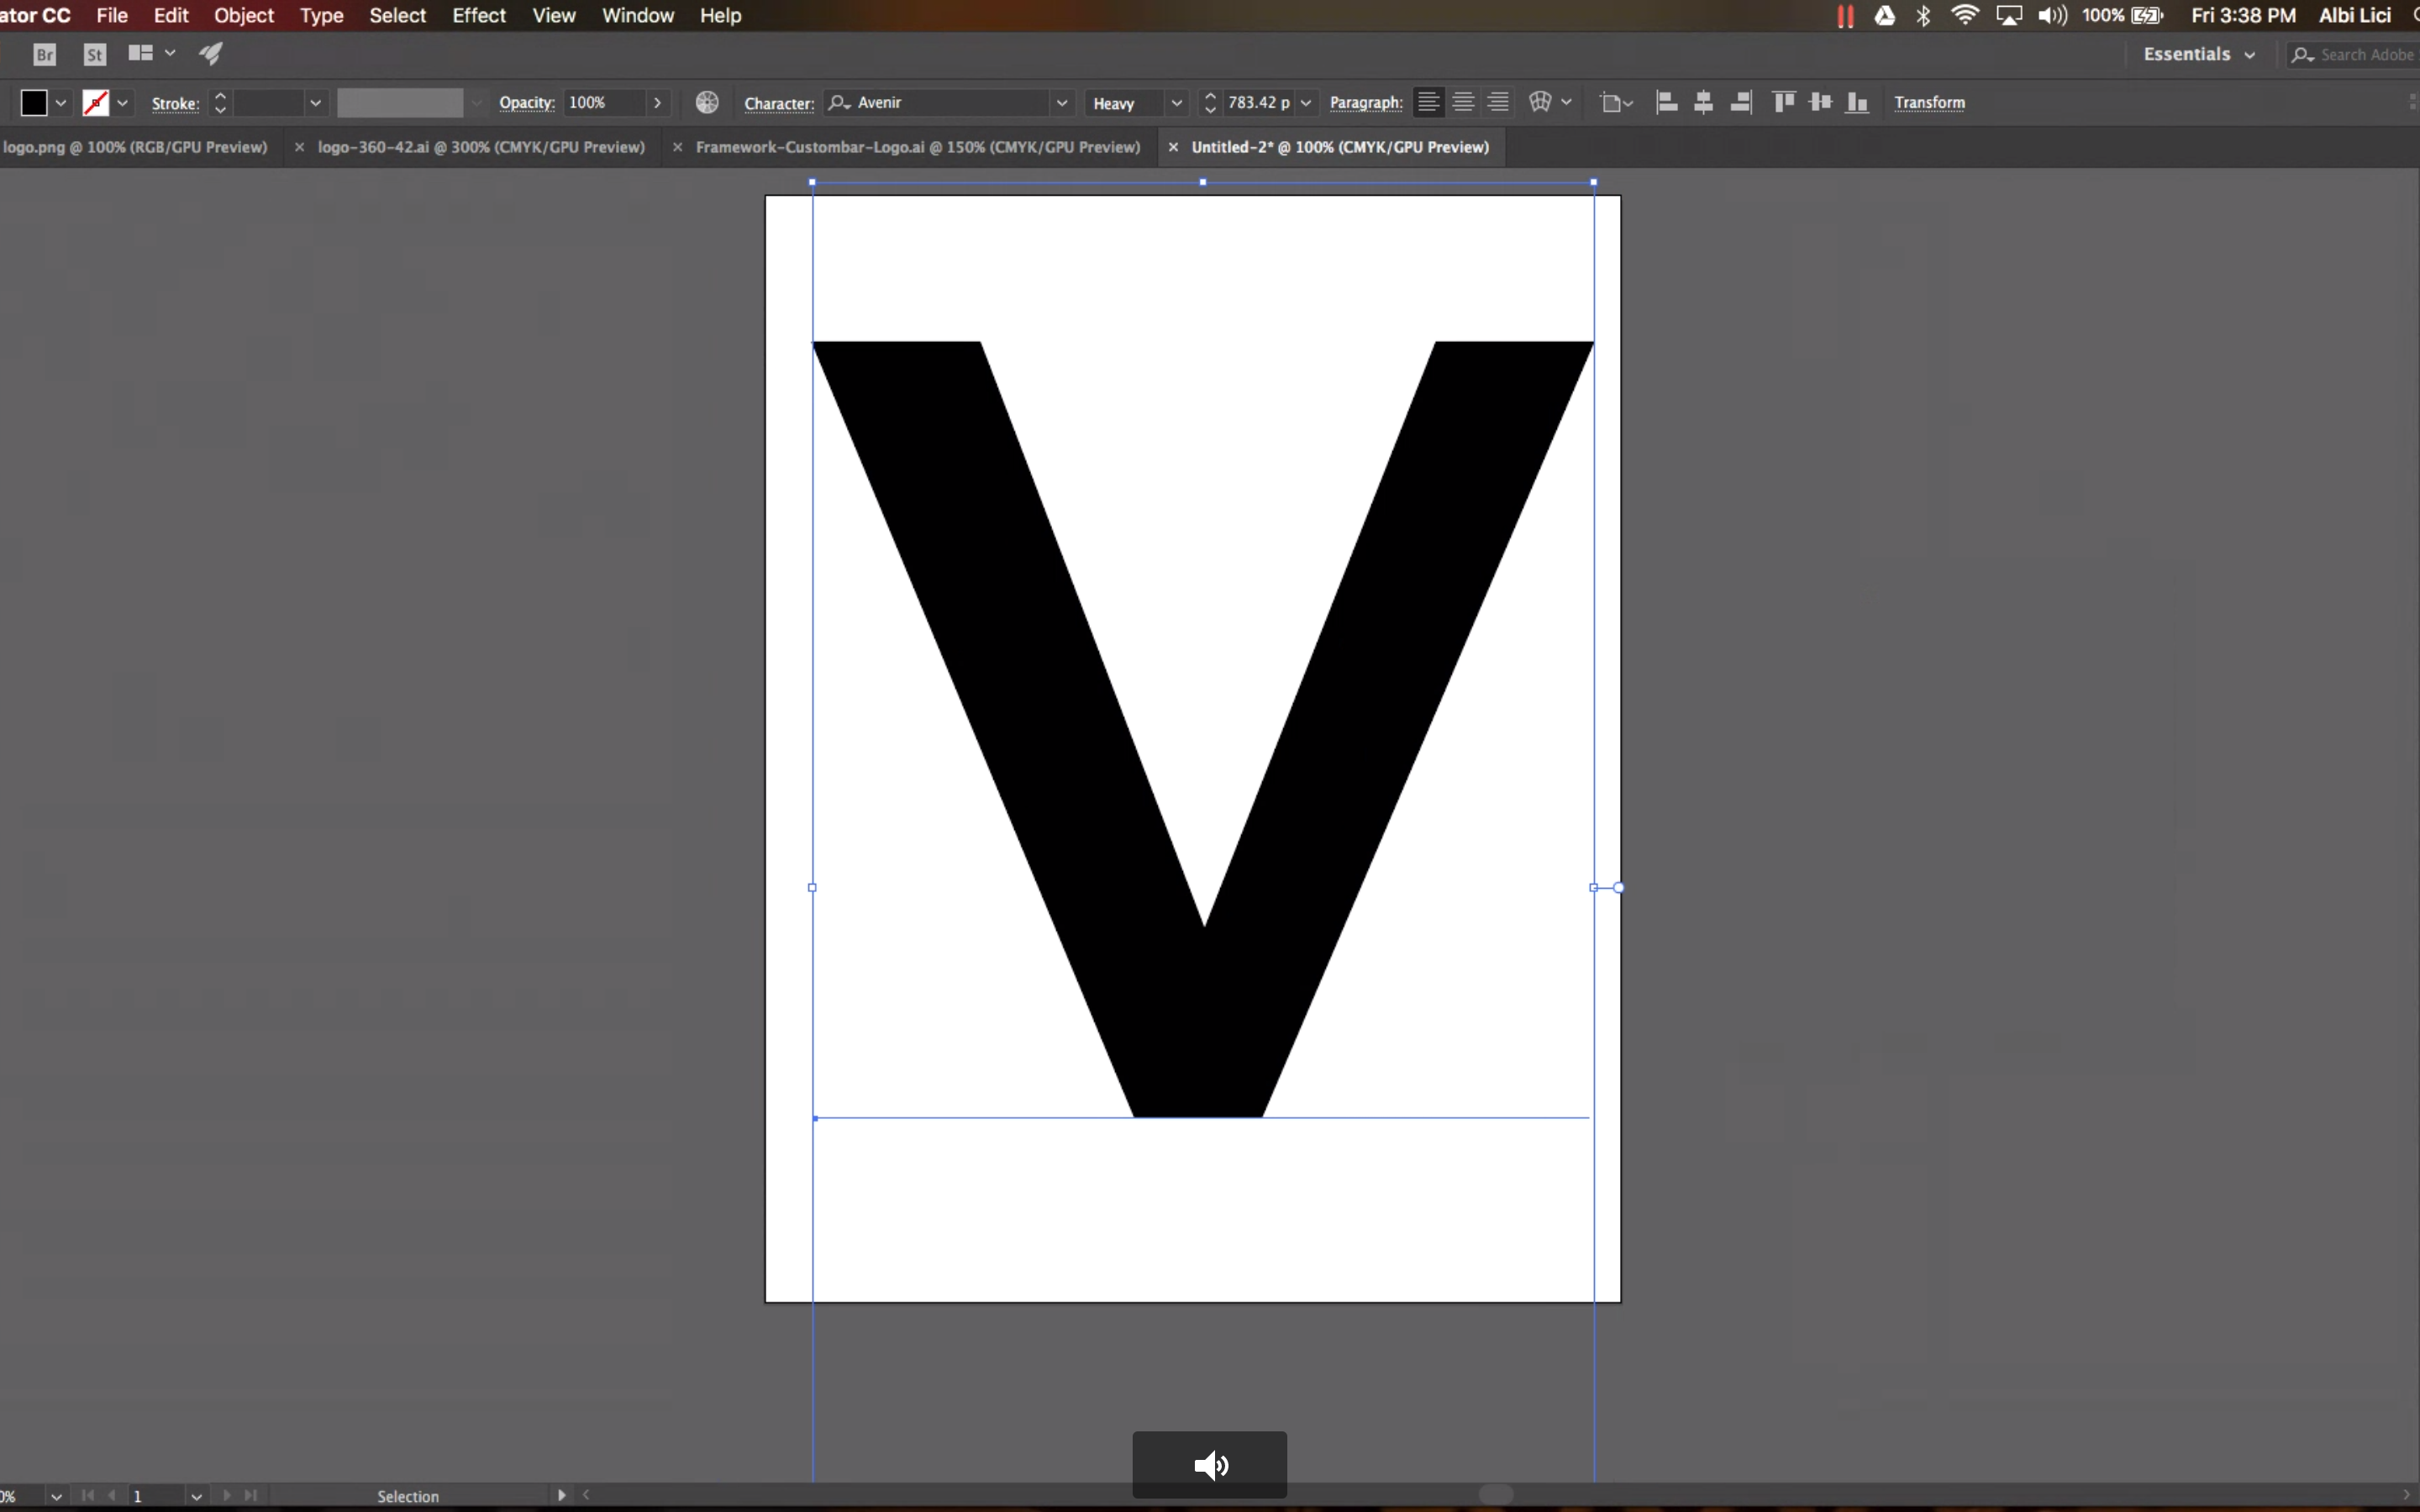 ator CC File Edit Object Type Select Effect View Window Help 100% Fri 3:38 PM Albi Lici
Br St Essentials Search Adobe
Stroke: Opacity: 100% Character: Avenir Heavy 783.42 p Paragraph: Transform
logo.png @ 100% (RGB/GPU Preview) × logo-360-42.ai @ 300% (CMYK/GPU Preview) × Framework-Custombar-Logo.ai @ 150% (CMYK/GPU Preview) × Untitled-2* @ 100% (CMYK/GPU Preview)
V
0% 1 Selection